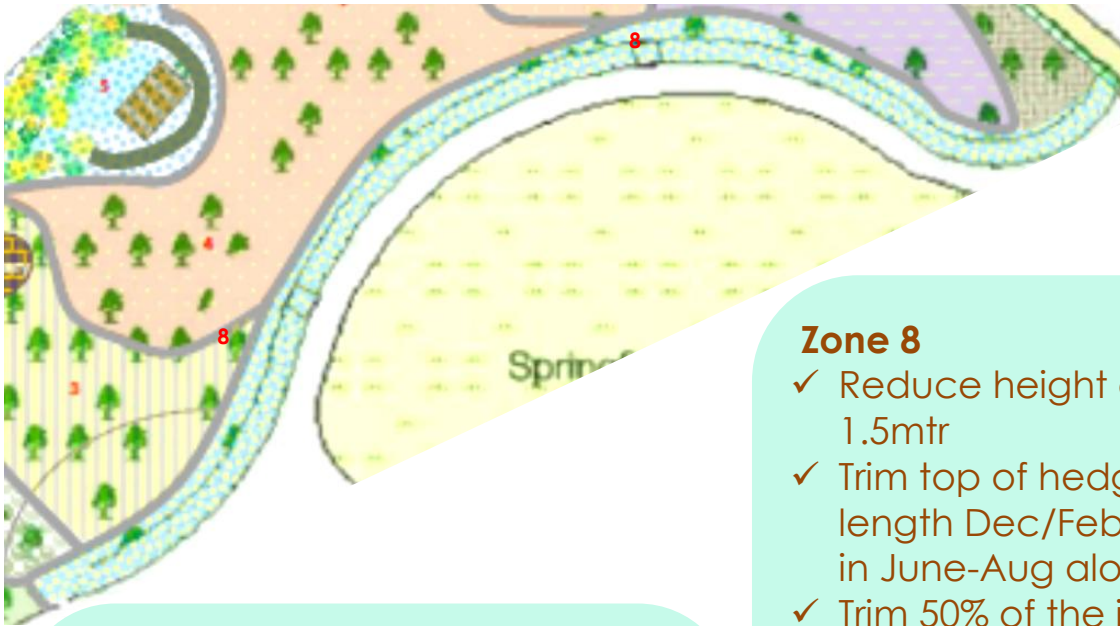 8
5
4
8
3
Spring
Zone 8
✓ Reduce height
1.5mtr
✓ Trim top of hedg
length Dec/Feb
in June-Aug alo
✓ Trim 50% of the i